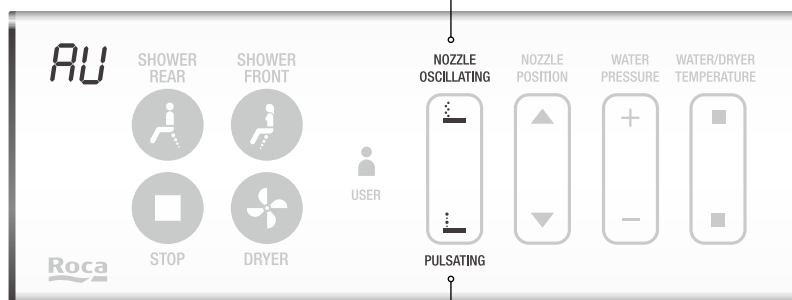 AU
SHOWER
REAR
SHOWER
FRONT
NOZZLE
OSCILLATING
NOZZLE
POSITION
WATER
PRESSURE
WATER/DRYER
TEMPERATURE
USER
STOP
DRYER
PULSATING
Roca